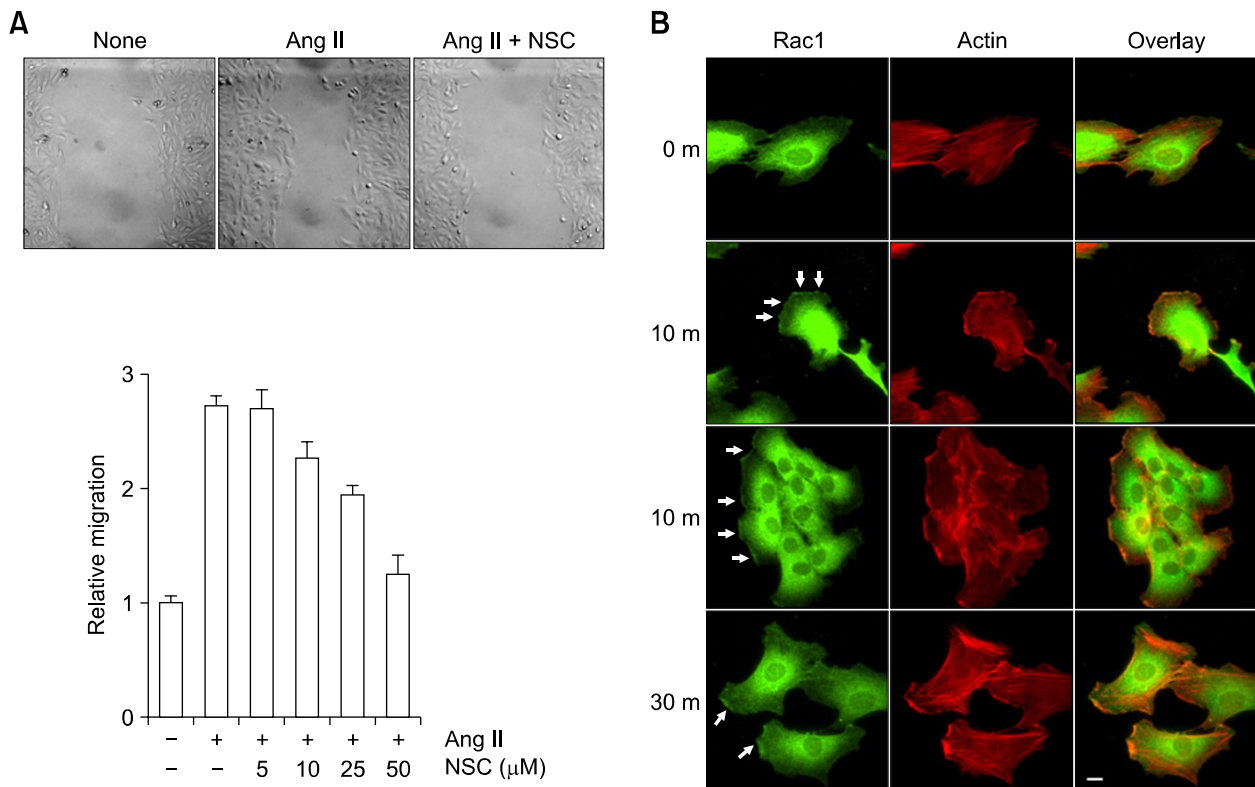 A
None Ang II Ang II + NSC
Relative migration
3
2
1
0
– + + + + + Ang II
– – 5 10 25 50 NSC (μM)
B
Rac1 Actin Overlay
0 m
10 m
10 m
30 m